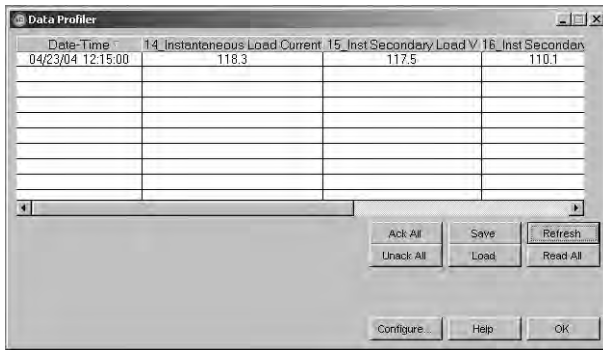 Data Profiler
Date-Time 14_Instantaneous Load Current 15_Inst Secondary Load V 16_Inst Secondary
04/23/04 12:15:00 118.3 117.5 110.1
Ack All Save Refresh
Unack All Load Read All
Configure... Help OK